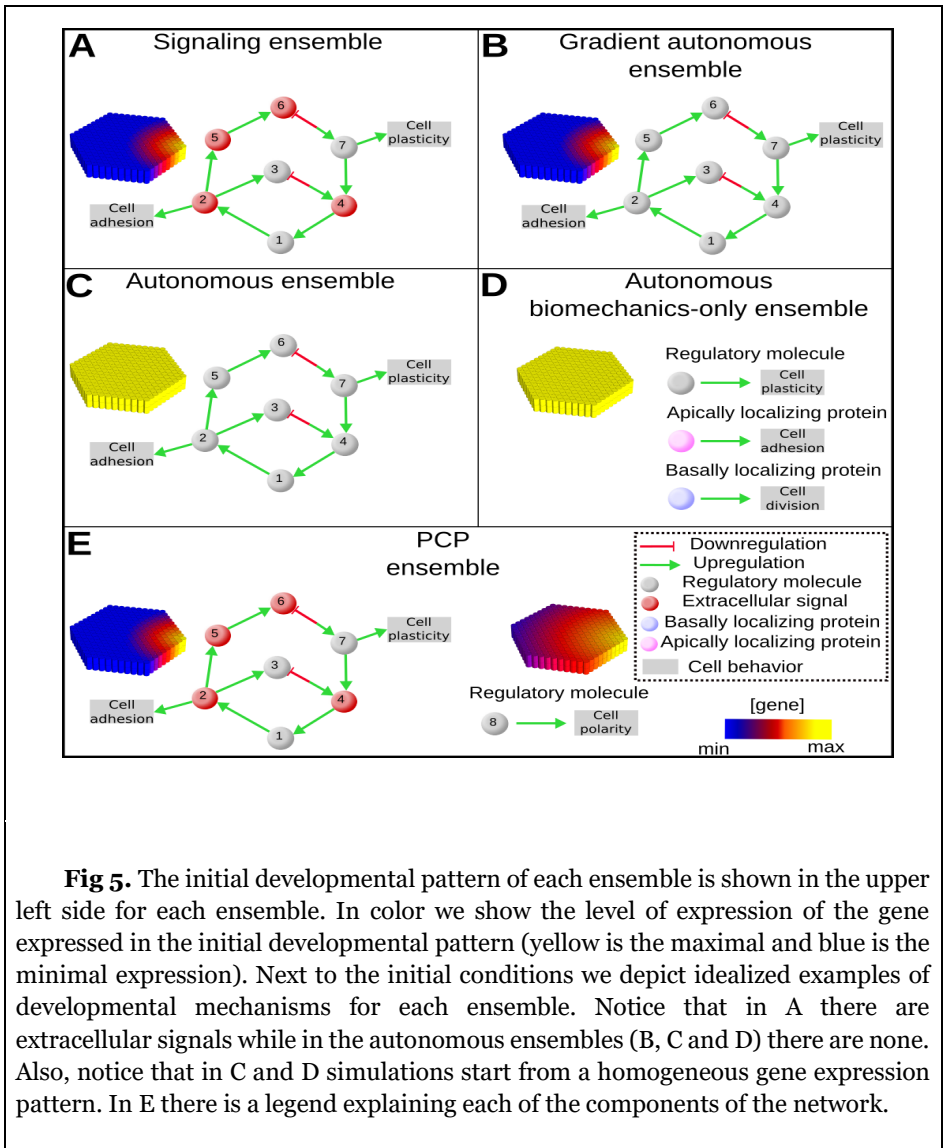 A
Signaling ensemble
6
5
7
Cell
plasticity
3
2
4
Cell
adhesion
1
B
Gradient autonomous
ensemble
6
5
7
Cell
plasticity
3
2
4
Cell
adhesion
1
C
Autonomous ensemble
6
5
7
Cell
plasticity
3
2
4
Cell
adhesion
1
D
Autonomous
biomechanics-only ensemble
Regulatory molecule
Cell
plasticity
Apically localizing protein
Cell
adhesion
Basally localizing protein
Cell
division
E
PCP
ensemble
6
5
7
Cell
plasticity
3
2
4
Cell
adhesion
1
Regulatory molecule
8
Cell
polarity
Downregulation
Upregulation
Regulatory molecule
Extracellular signal
Basally localizing protein
Apically localizing protein
Cell behavior
[gene]
min max
Fig 5. The initial developmental pattern of each ensemble is shown in the upper
left side for each ensemble. In color we show the level of expression of the gene
expressed in the initial developmental pattern (yellow is the maximal and blue is the
minimal expression). Next to the initial conditions we depict idealized examples of
developmental mechanisms for each ensemble. Notice that in A there are
extracellular signals while in the autonomous ensembles (B, C and D) there are none.
Also, notice that in C and D simulations start from a homogeneous gene expression
pattern. In E there is a legend explaining each of the components of the network.